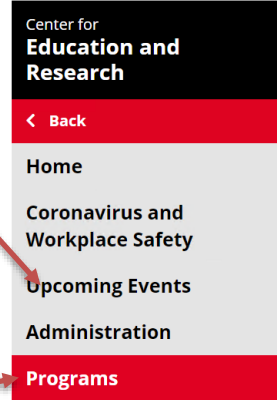 Center for
Education and
Research
Back
Home
Coronavirus and
Workplace Safety
Upcoming Events
Administration
Programs